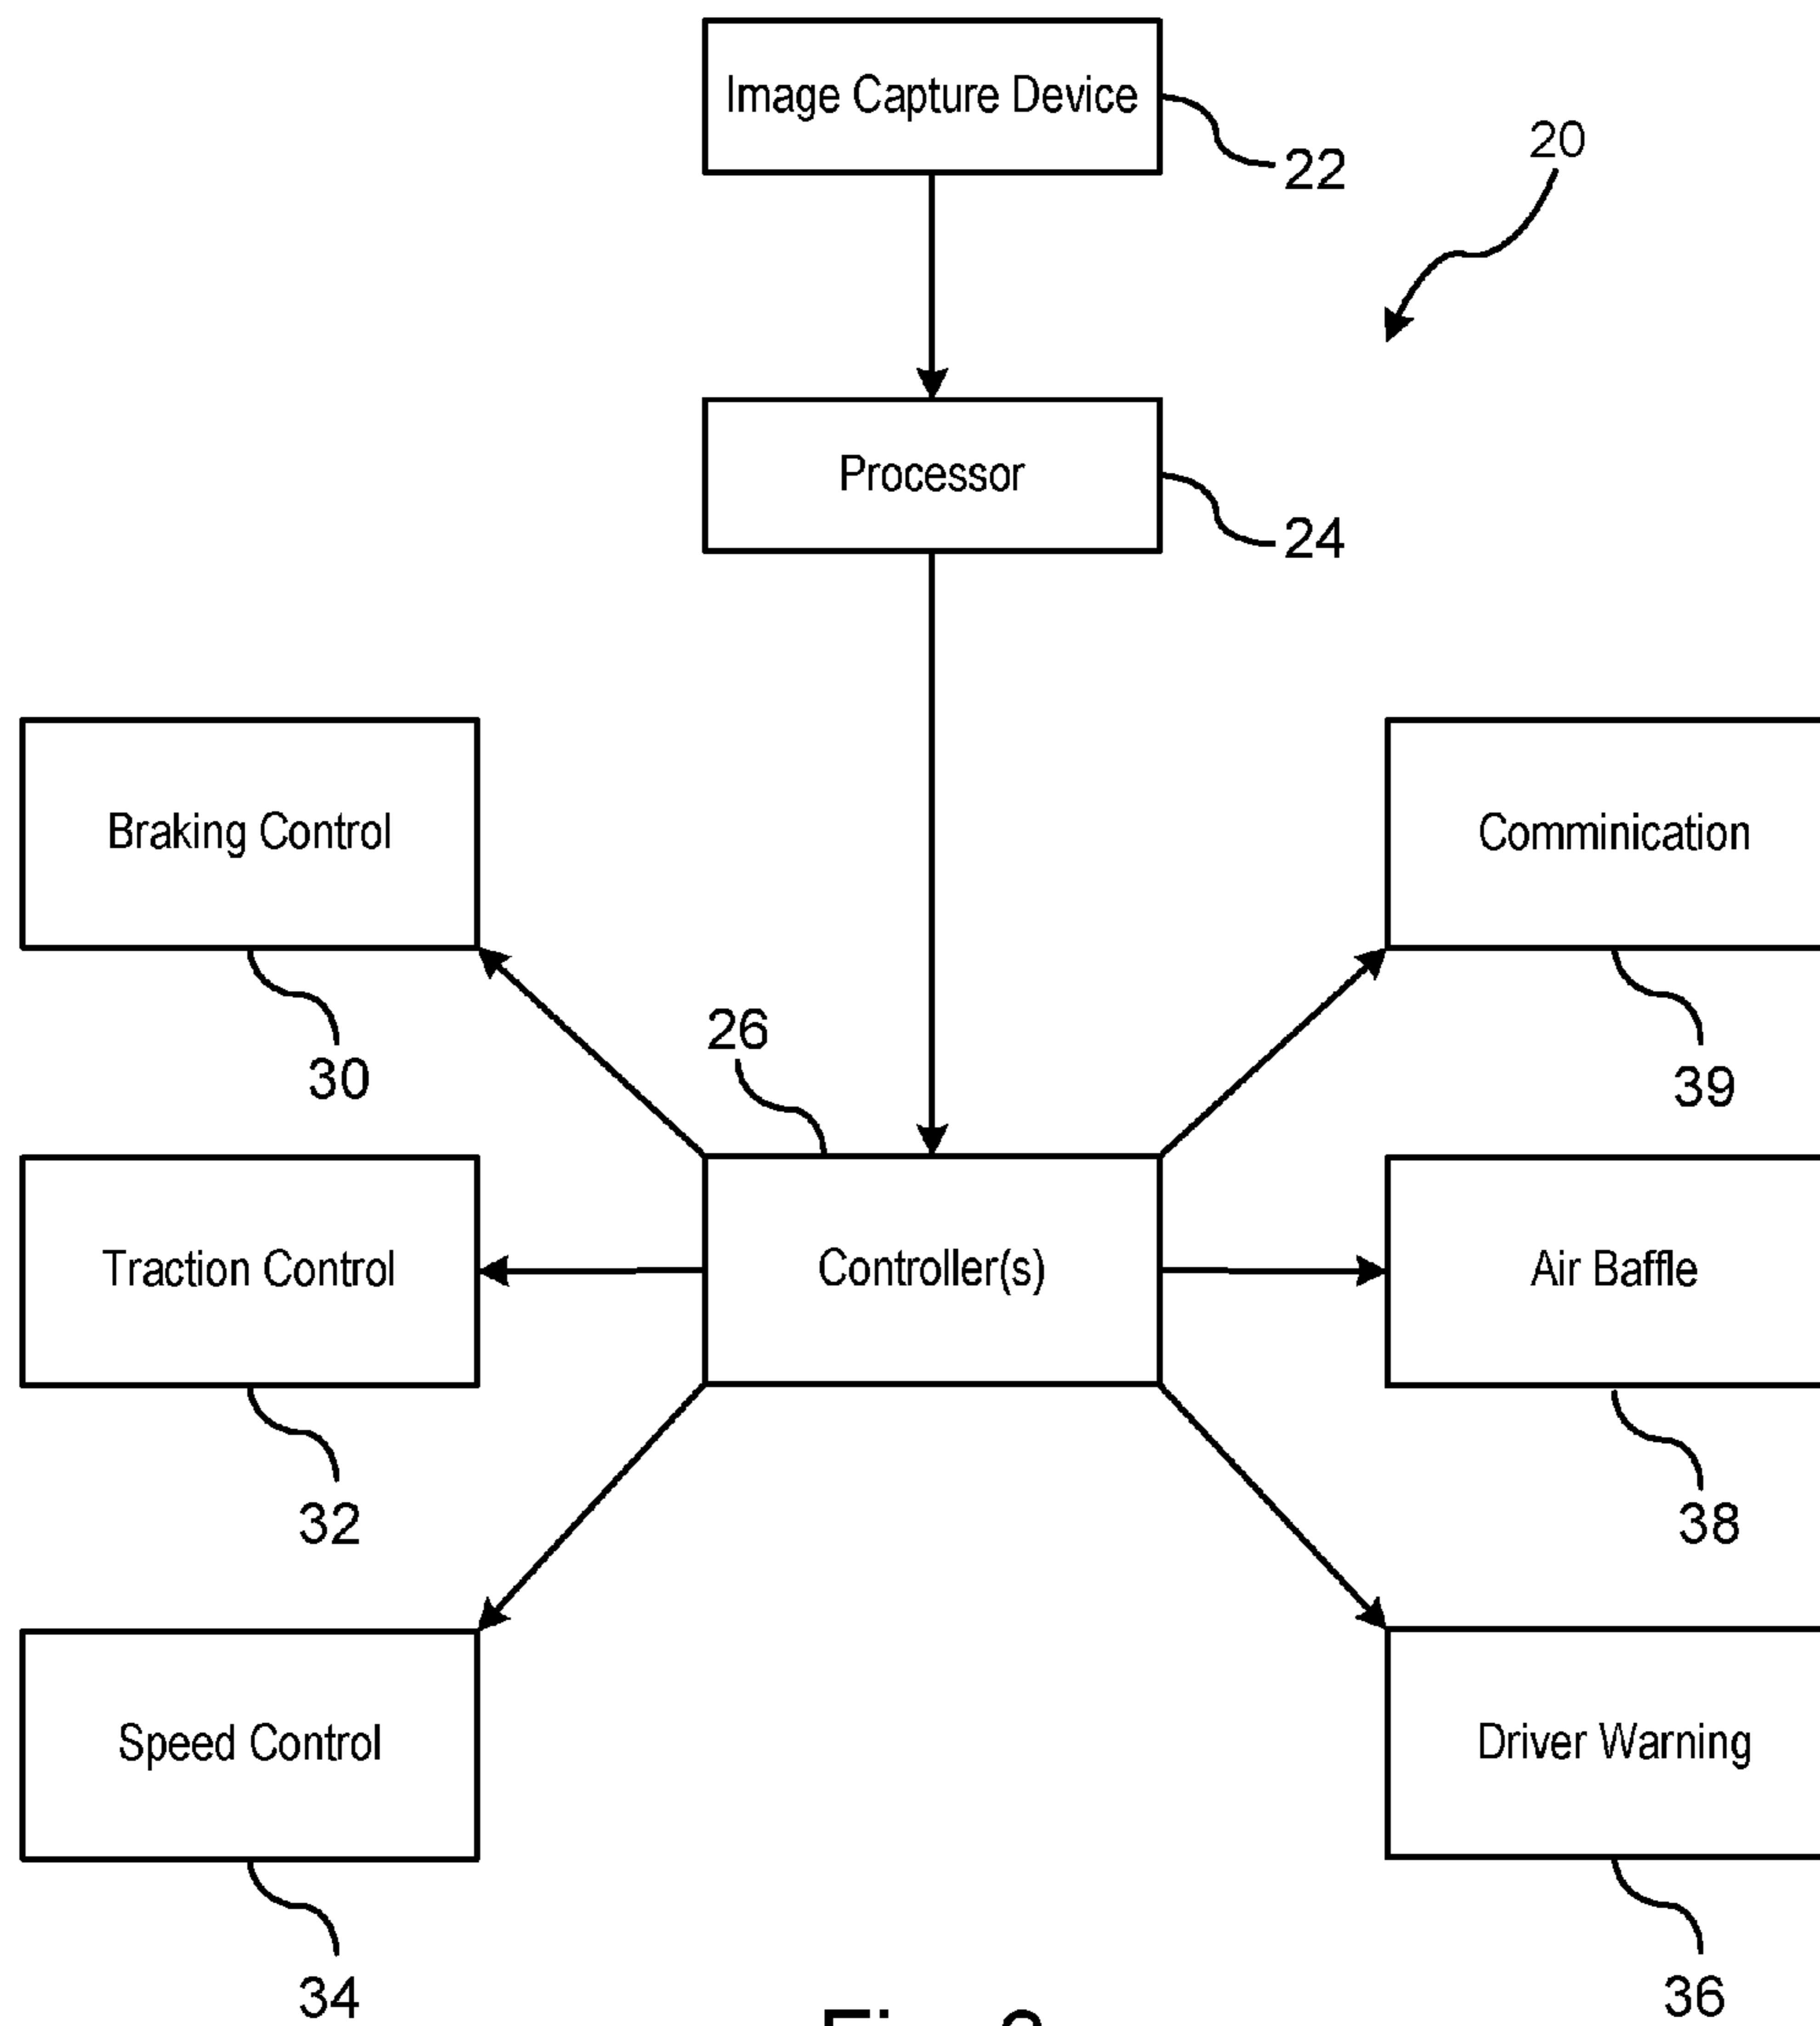 Image Capture Device
22
20
Processor
24
Braking Control
Comminication
30
26
39
Traction Control
Controller(s)
Air Baffle
32
38
Speed Control
Driver Warning
34
36